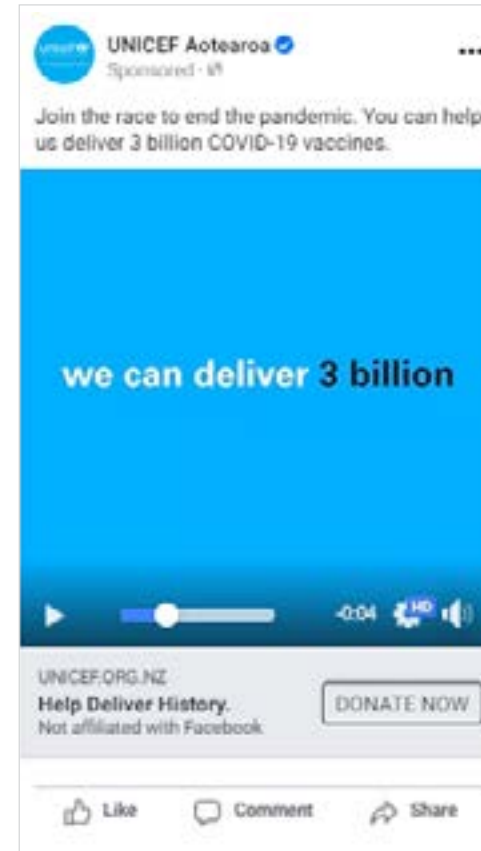 unicef
UNICEF Aotearoa
Sponsored ·
Join the race to end the pandemic. You can help
us deliver 3 billion COVID-19 vaccines.
we can deliver 3 billion
-0:04 HD
UNICEF.ORG.NZ
Help Deliver History.
Not affiliated with Facebook
DONATE NOW
Like Comment Share